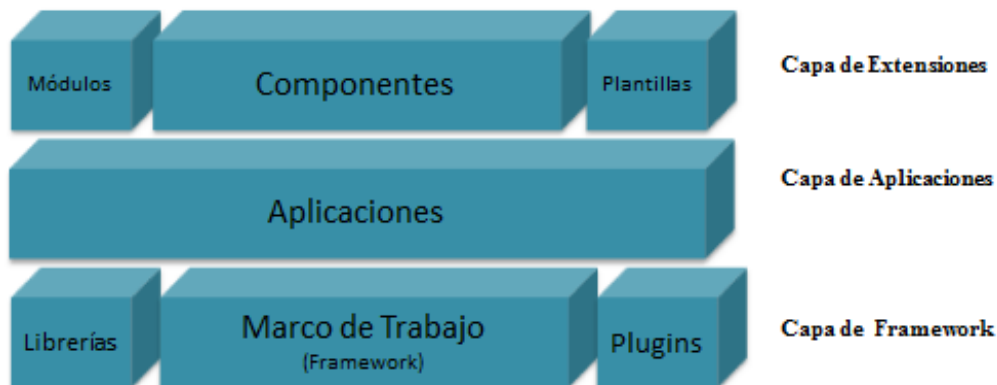 Módulos
Componentes
Plantillas
Capa de Extensiones
Aplicaciones
Capa de Aplicaciones
Librerías
Marco de Trabajo
(Framework)
Plugins
Capa de Framework